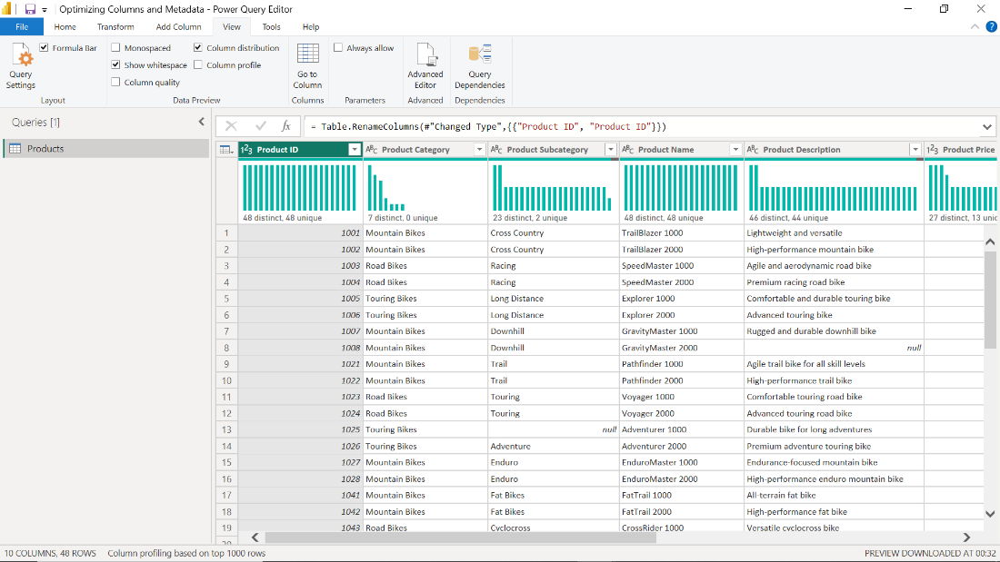 Optimizing Columns and Metadata - Power Query Editor
File Home Transform Add Column View Tools Help
Query Settings
Formula Bar
Layout
Monospaced
Show whitespace
Column quality
Column distribution
Column profile
Data Preview
Go to Column
Columns
Always allow
Parameters
Advanced Editor
Advanced
Query Dependencies
Dependencies
Queries [1]
Products
fx = Table.RenameColumns(#"Changed Type",{{"Product ID", "Product ID"}})
123 Product ID ABC Product Category ABC Product Subcategory ABC Product Name ABC Product Description 123 Product Price
48 distinct, 48 unique 7 distinct, 0 unique 23 distinct, 2 unique 48 distinct, 48 unique 46 distinct, 44 unique 27 distinct, 13 unic
1 1001 Mountain Bikes Cross Country TrailBlazer 1000 Lightweight and versatile
2 1002 Mountain Bikes Cross Country TrailBlazer 2000 High-performance mountain bike
3 1003 Road Bikes Racing SpeedMaster 1000 Agile and aerodynamic road bike
4 1004 Road Bikes Racing SpeedMaster 2000 Premium racing road bike
5 1005 Touring Bikes Long Distance Explorer 1000 Comfortable and durable touring bike
6 1006 Touring Bikes Long Distance Explorer 2000 Advanced touring bike
7 1007 Mountain Bikes Downhill GravityMaster 1000 Rugged and durable downhill bike
8 1008 Mountain Bikes Downhill GravityMaster 2000 null
9 1021 Mountain Bikes Trail Pathfinder 1000 Agile trail bike for all skill levels
10 1022 Mountain Bikes Trail Pathfinder 2000 High-performance trail bike
11 1023 Road Bikes Touring Voyager 1000 Comfortable touring road bike
12 1024 Road Bikes Touring Voyager 2000 Advanced touring road bike
13 1025 Touring Bikes null Adventurer 1000 Durable bike for long adventures
14 1026 Touring Bikes Adventure Adventurer 2000 Premium adventure touring bike
15 1027 Mountain Bikes Enduro EnduroMaster 1000 Endurance-focused mountain bike
16 1028 Mountain Bikes Enduro EnduroMaster 2000 High-performance enduro mountain bike
17 1041 Mountain Bikes Fat Bikes FatTrail 1000 All-terrain fat bike
18 1042 Mountain Bikes Fat Bikes FatTrail 2000 High-performance fat bike
19 1043 Road Bikes Cyclocross CrossRider 1000 Versatile cyclocross bike
10 COLUMNS, 48 ROWS Column profiling based on top 1000 rows PREVIEW DOWNLOADED AT 00:32